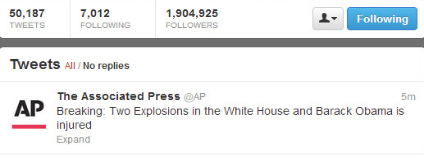 50,187 7,012 1,904,925
TWEETS FOLLOWING FOLLOWERS
Following
Tweets All / No replies
AP
The Associated Press @AP 5m
Breaking: Two Explosions in the White House and Barack Obama is
injured
Expand